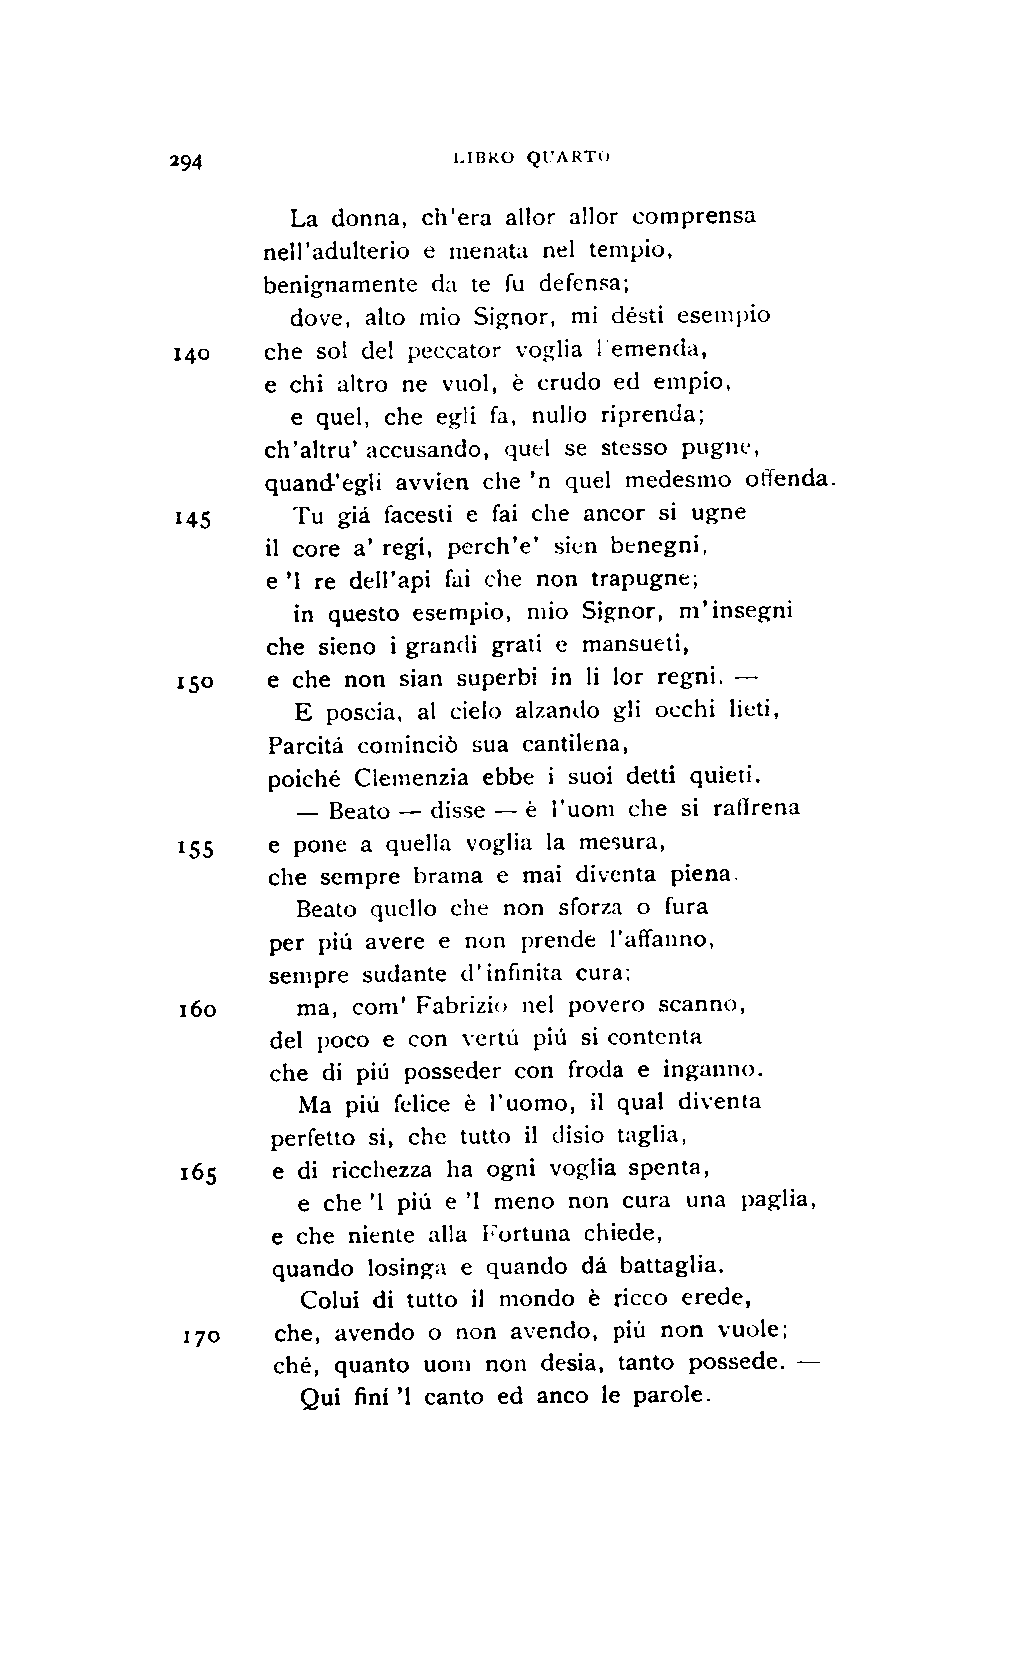 294 LIBRO QUARTO
La donna, ch'era allor allor comprensa
nell'adulterio e menata nel tempio,
benignamente da te fu defensa;
dove, alto mio Signor, mi désti esempio
140 che sol del peccator voglia l'emenda,
e chi altro ne vuol, è crudo ed empio,
e quel, che egli fa, nullo riprenda;
ch'altru' accusando, quel se stesso pugne,
quand'egli avvien che 'n quel medesmo offenda.
145 Tu giá facesti e fai che ancor si ugne
il core a' regi, perch'e' sien benegni,
e 'l re dell'api fai che non trapugne;
in questo esempio, mio Signor, m'insegni
che sieno i grandi grati e mansueti,
150 e che non sian superbi in li lor regni. —
E poscia, al cielo alzando gli occhi lieti,
Parcitá cominciò sua cantilena,
poiché Clemenzia ebbe i suoi detti quieti.
— Beato — disse — è l'uom che si raffrena
155 e pone a quella voglia la mesura,
che sempre brama e mai diventa piena.
Beato quello che non sforza o fura
per piú avere e non prende l'affanno,
sempre sudante d'infinita cura;
160 ma, com' Fabrizio nel povero scanno,
del poco e con vertú piú si contenta
che di piú posseder con froda e inganno.
Ma piú felice è l'uomo, il qual diventa
perfetto si, che tutto il disio taglia,
165 e di ricchezza ha ogni voglia spenta,
e che 'l piú e 'l meno non cura una paglia,
e che niente alla Fortuna chiede,
quando losinga e quando dá battaglia.
Colui di tutto il mondo è ricco erede,
170 che, avendo o non avendo, piú non vuole;
ché, quanto uom non desia, tanto possede. —
Qui finí 'l canto ed anco le parole.